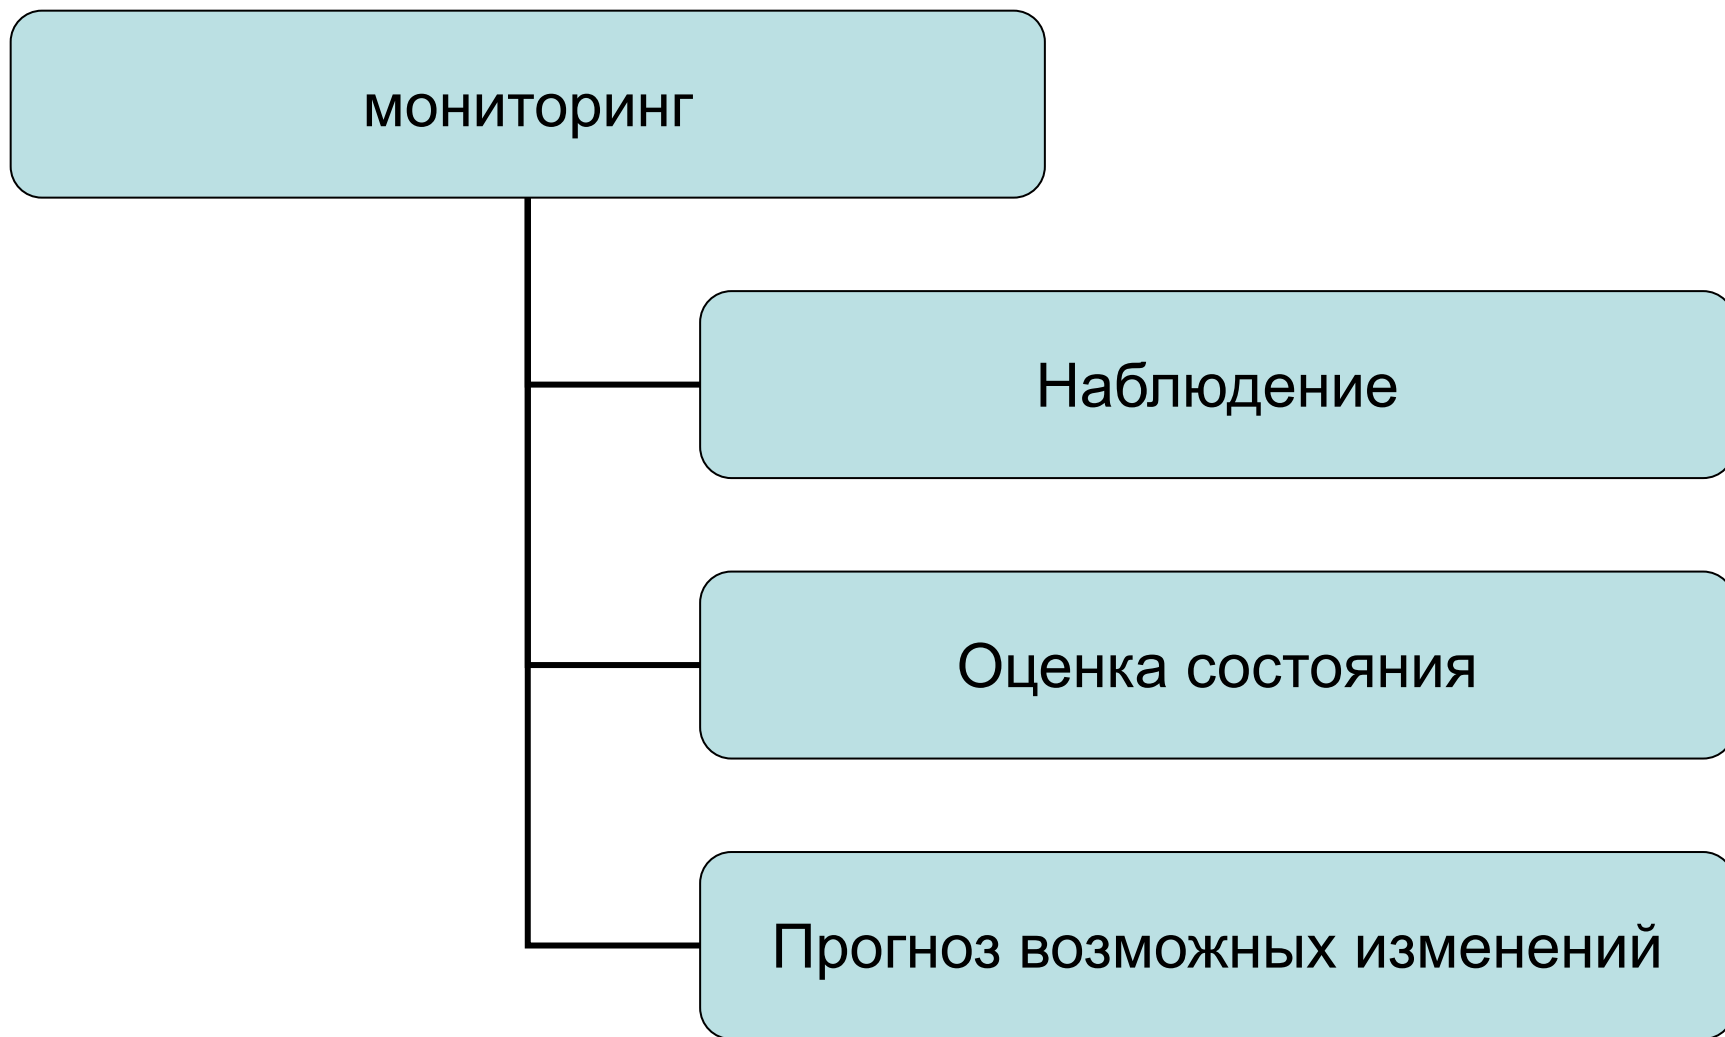 мониторинг
Наблюдение
Оценка состояния
Прогноз возможных изменений